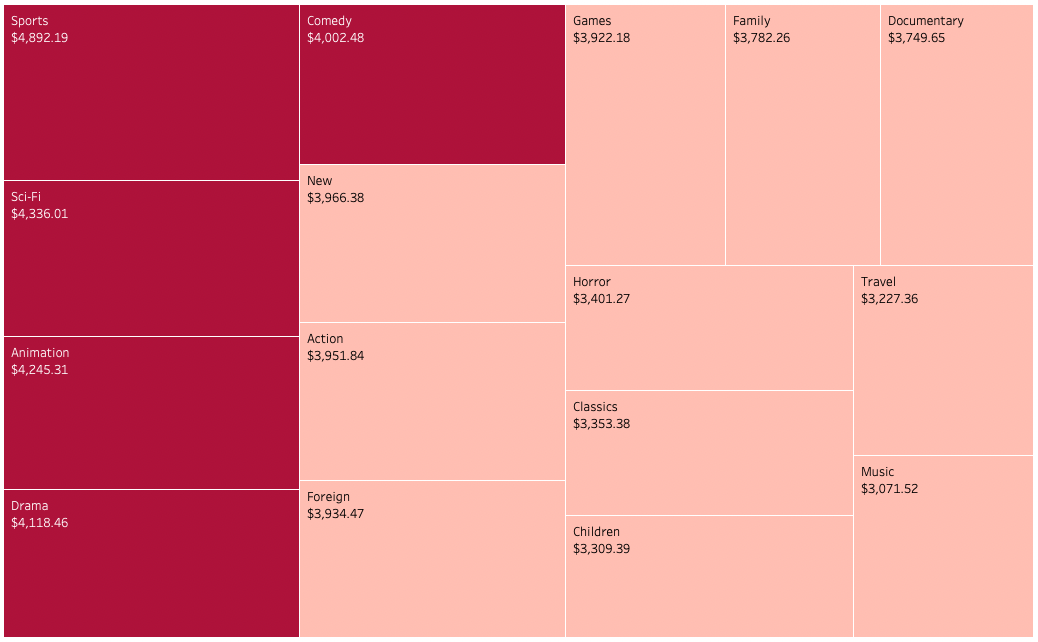 Sports
$4,892.19
Sci-Fi
$4,336.01
Animation
$4,245.31
Drama
$4,118.46
Comedy
$4,002.48
New
$3,966.38
Action
$3,951.84
Foreign
$3,934.47
Games
$3,922.18
Family
$3,782.26
Documentary
$3,749.65
Horror
$3,401.27
Classics
$3,353.38
Children
$3,309.39
Travel
$3,227.36
Music
$3,071.52